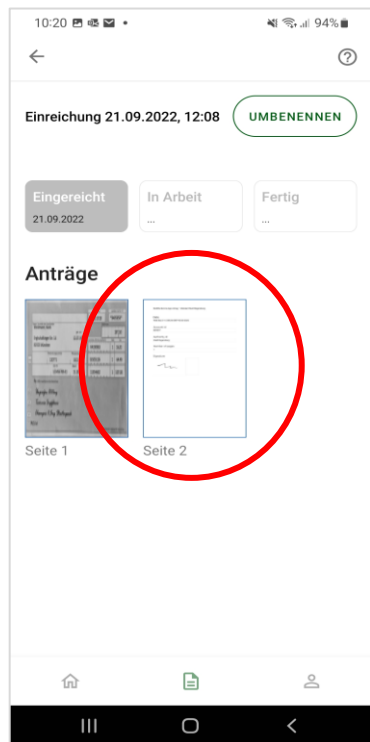 10:20 94%
Einreichung 21.09.2022, 12:08 UMBENENNEN
Eingereicht In Arbeit Fertig
21.09.2022 ... ...
Anträge
Seite 1 Seite 2